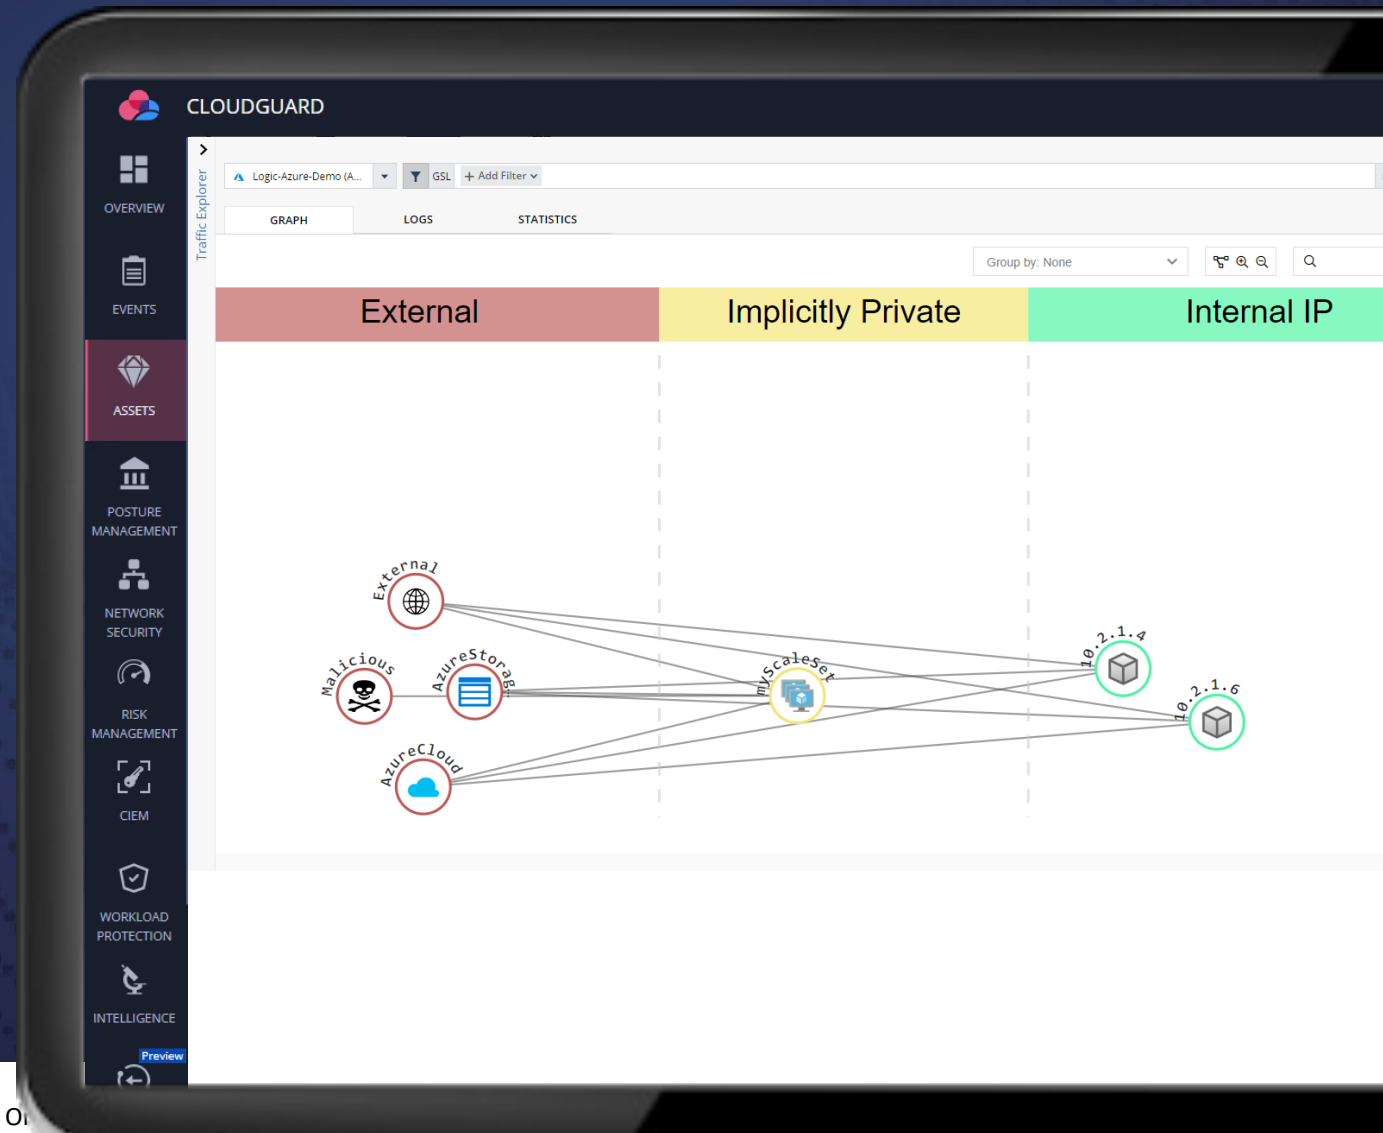 CLOUDGUARD
OVERVIEW
EVENTS
ASSETS
POSTURE
MANAGEMENT
NETWORK
SECURITY
RISK
MANAGEMENT
CIEM
WORKLOAD
PROTECTION
INTELLIGENCE
Preview
Traffic Explorer
Logic-Azure-Demo (A...
GSL
Add Filter
GRAPH
LOGS
STATISTICS
Group by: None
External
Implicitly Private
Internal IP
External
Malicious
AzureStorag...
AzureCloud
myScaleSet
10.2.1.4
10.2.1.6